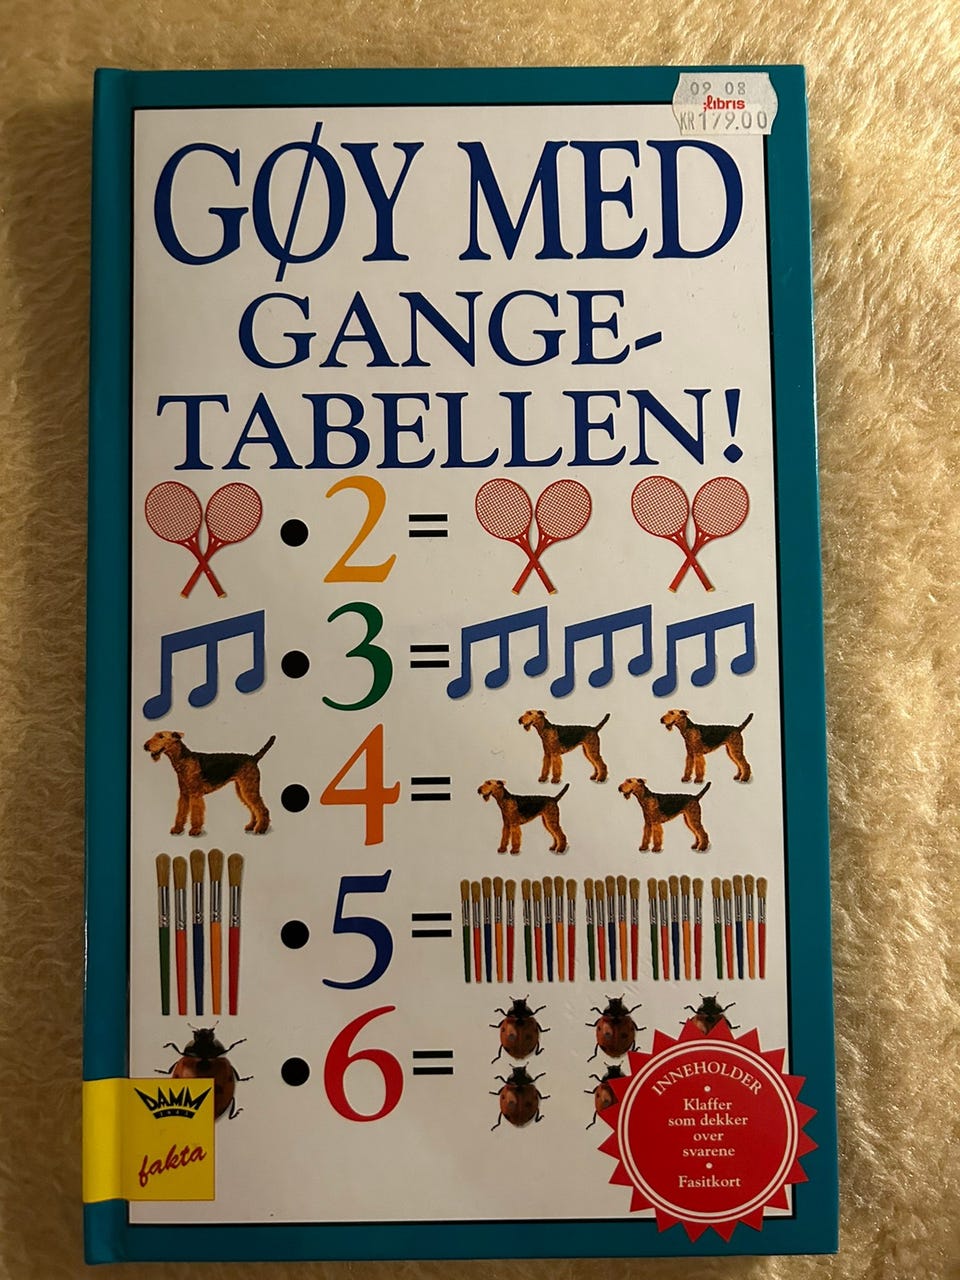 09 08
libris
KR 179.00
GØY MED
GANGE-
TABELLEN!
• 2 =
• 3 =
• 4 =
• 5 =
• 6 =
DAMM
fakta
INNEHOLDER
•
Klaffer
som dekker
over
svarene
•
Fasitkort